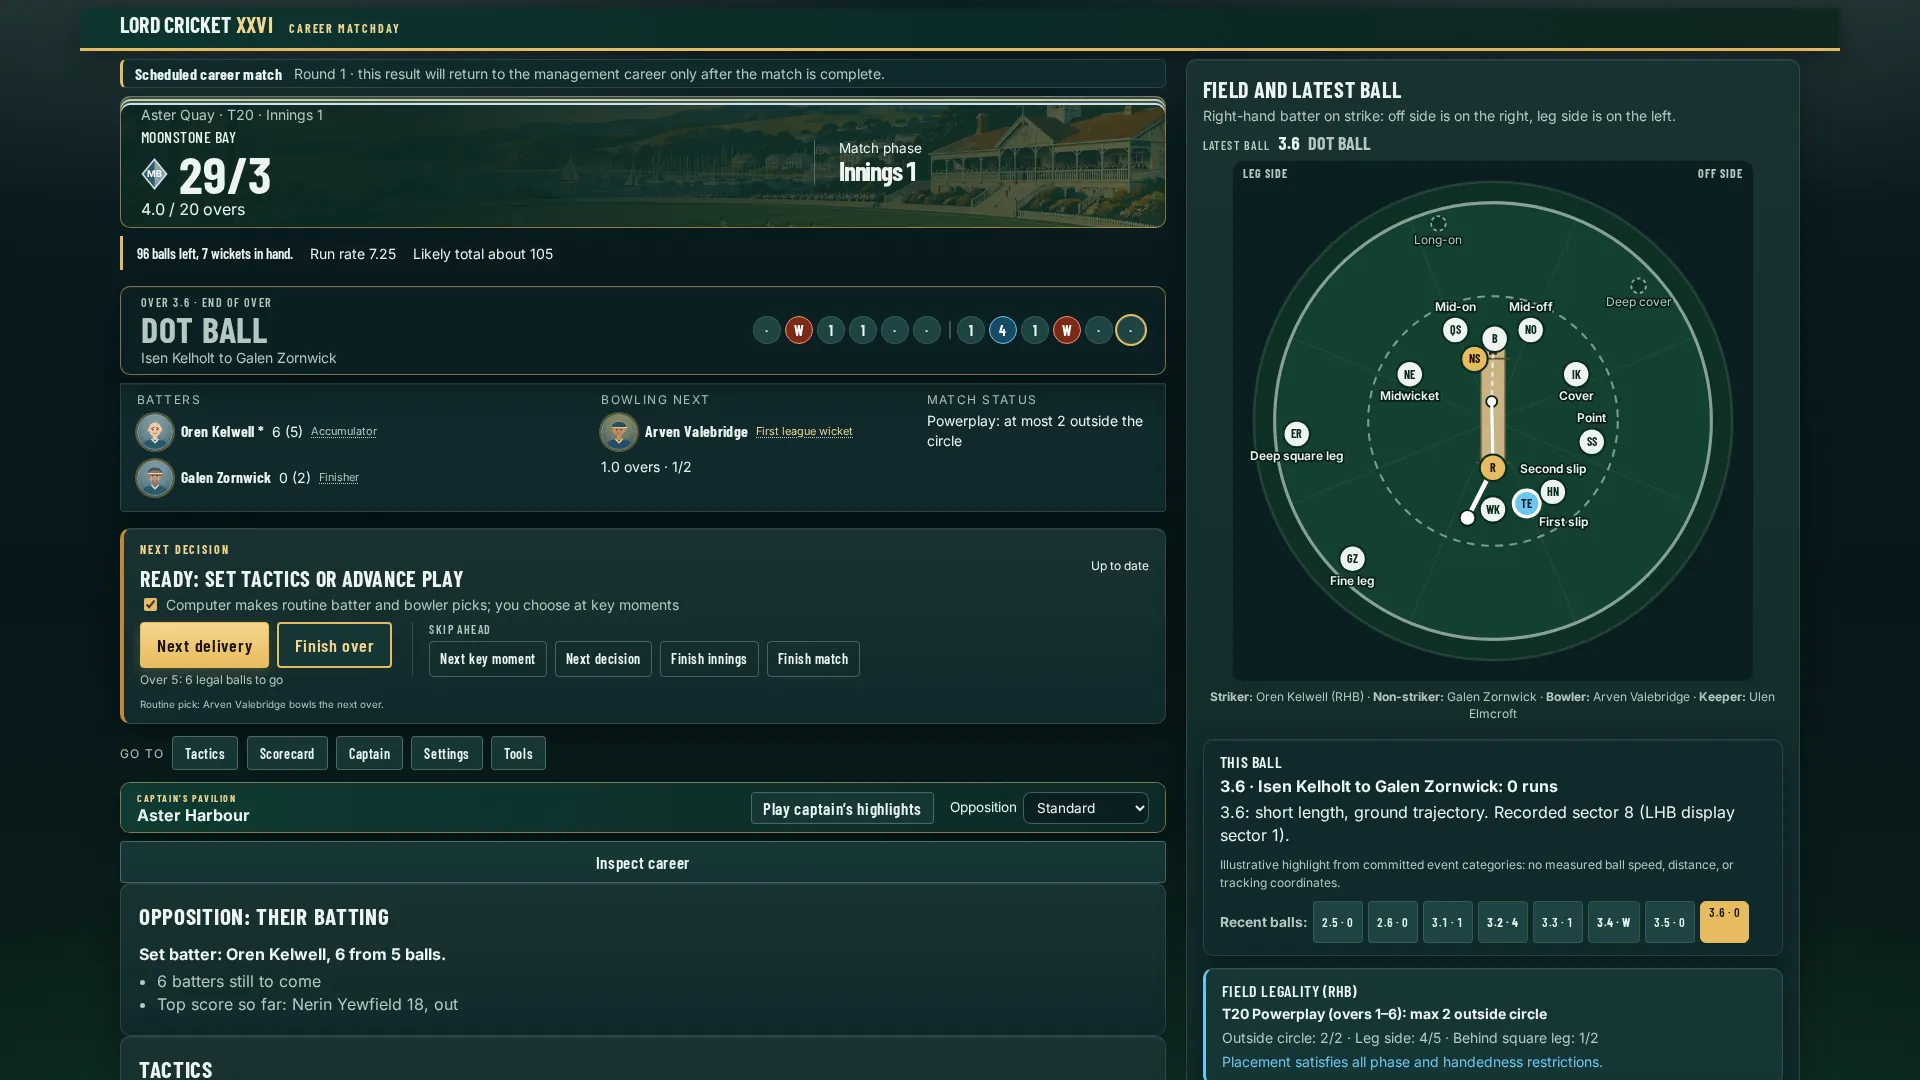 LORD CRICKET XXVI CAREER MATCHDAY
Scheduled career match Round 1 · this result will return to the management career only after the match is complete.
Aster Quay · T20 · Innings 1
MOONSTONE BAY
MB 29/3
4.0 / 20 overs
Match phase
Innings 1
96 balls left, 7 wickets in hand. Run rate 7.25 Likely total about 105
OVER 3.6 · END OF OVER
DOT BALL
Isen Kelholt to Galen Zornwick
· W 1 1 · · | 1 4 1 W · ·
BATTERS
Oren Kelwell * 6 (5) Accumulator
Galen Zornwick 0 (2) Finisher
BOWLING NEXT
Arven Valebridge First league wicket
1.0 overs · 1/2
MATCH STATUS
Powerplay: at most 2 outside the
circle
NEXT DECISION
READY: SET TACTICS OR ADVANCE PLAY
Up to date
Computer makes routine batter and bowler picks; you choose at key moments
Next delivery Finish over
SKIP AHEAD
Next key moment Next decision Finish innings Finish match
Over 5: 6 legal balls to go
Routine pick: Arven Valebridge bowls the next over.
GO TO Tactics Scorecard Captain Settings Tools
CAPTAIN'S PAVILION
Aster Harbour
Play captain's highlights Opposition Standard
Inspect career
OPPOSITION: THEIR BATTING
Set batter: Oren Kelwell, 6 from 5 balls.
• 6 batters still to come
• Top score so far: Nerin Yewfield 18, out
TACTICS
FIELD AND LATEST BALL
Right-hand batter on strike: off side is on the right, leg side is on the left.
LATEST BALL 3.6 DOT BALL
LEG SIDE OFF SIDE
Long-on
Deep cover
Mid-on Mid-off
QS B NO
NS
NE IK
Midwicket Cover
Point
ER SS
Deep square leg
R Second slip
HN
WK TE
First slip
GZ
Fine leg
Striker: Oren Kelwell (RHB) · Non-striker: Galen Zornwick · Bowler: Arven Valebridge · Keeper: Ulen
Elmcroft
THIS BALL
3.6 · Isen Kelholt to Galen Zornwick: 0 runs
3.6: short length, ground trajectory. Recorded sector 8 (LHB display
sector 1).
Illustrative highlight from committed event categories: no measured ball speed, distance, or
tracking coordinates.
Recent balls: 2.5 · 0 2.6 · 0 3.1 · 1 3.2 · 4 3.3 · 1 3.4 · W 3.5 · 0 3.6 · 0
FIELD LEGALITY (RHB)
T20 Powerplay (overs 1–6): max 2 outside circle
Outside circle: 2/2 · Leg side: 4/5 · Behind square leg: 1/2
Placement satisfies all phase and handedness restrictions.